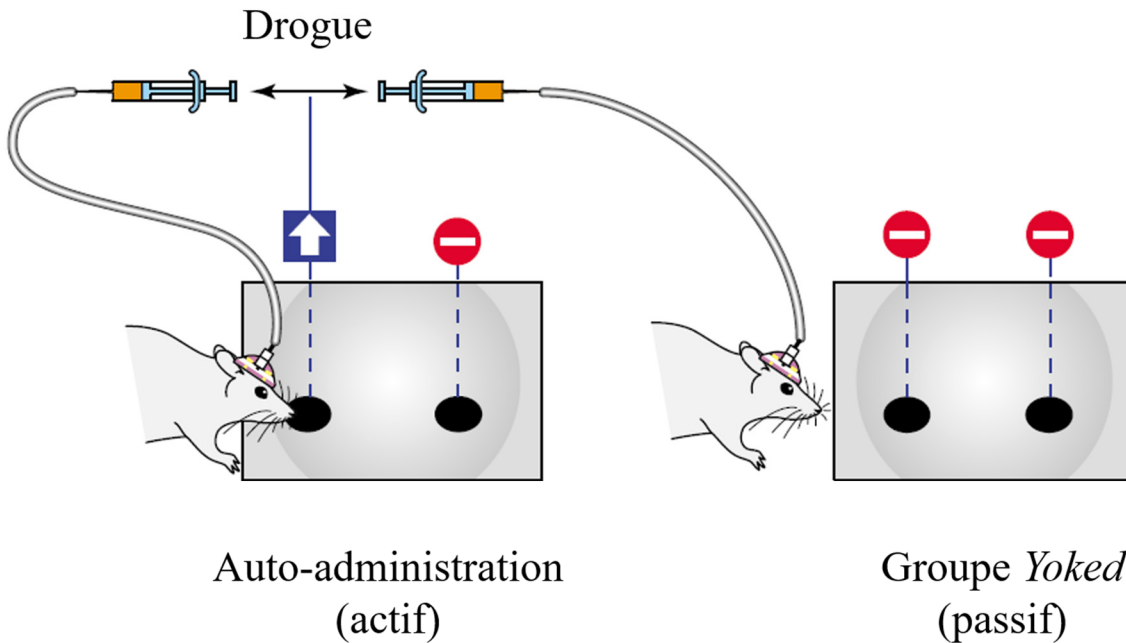 Drogue
Auto-administration
(actif)
Groupe Yoked
(passif)